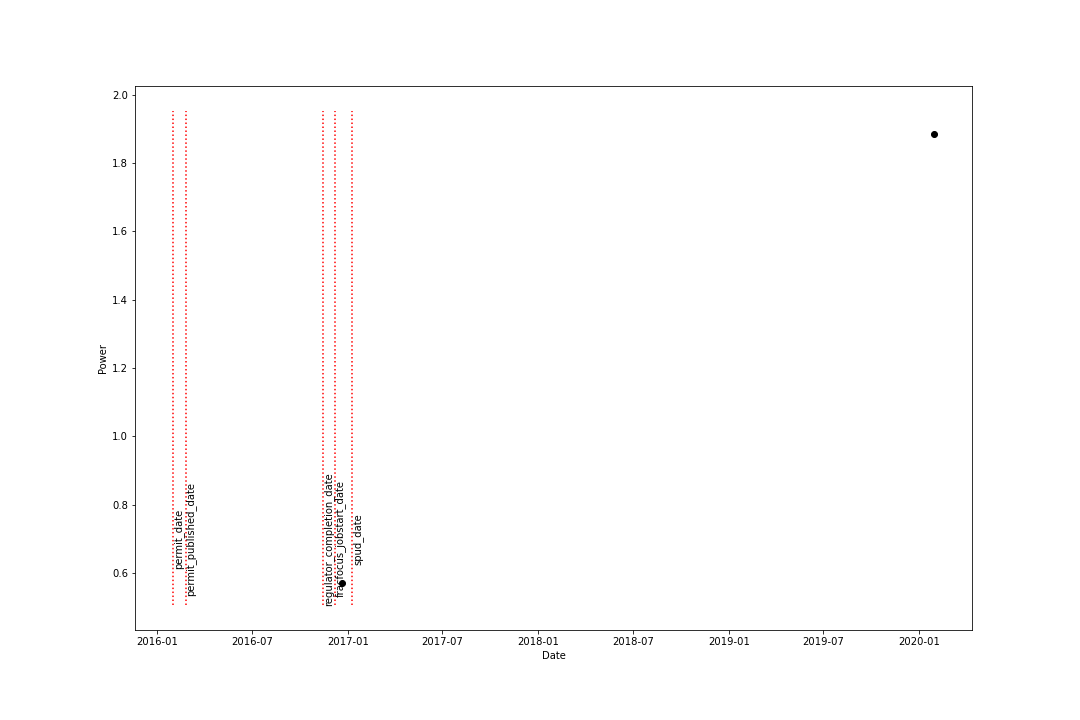 2.0
1.8
1.6
1.4
1.2
1.0
0.8
0.6
Power
permit_date
permit_published_date
regulator_completion_date
fracfocus_jobstart_date
spud_date
2016-01 2016-07 2017-01 2017-07 2018-01 2018-07 2019-01 2019-07 2020-01
Date